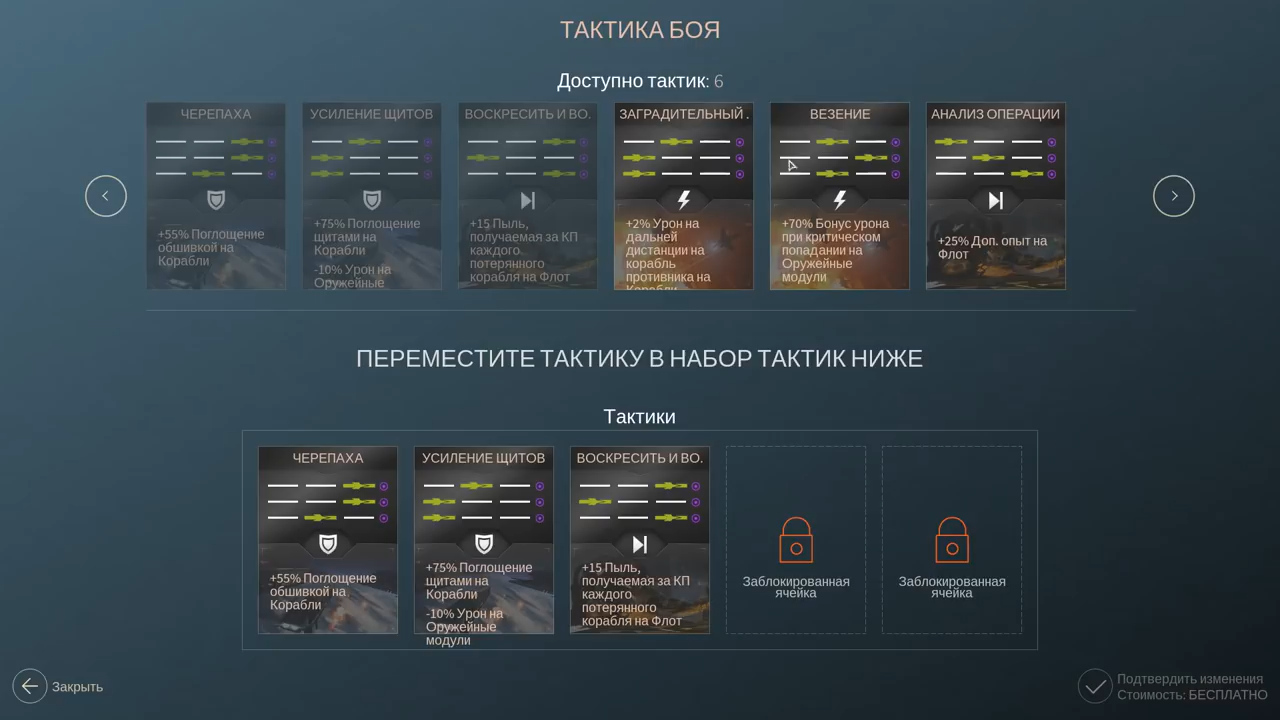 ТАКТИКА БОЯ
Доступно тактик: 6
ЧЕРЕПАХА
+55% Поглощение
обшивкой на
Корабли
УСИЛЕНИЕ ЩИТОВ
+75% Поглощение
щитами на
Корабли
-10% Урон на
Оружейные
ВОСКРЕСИТЬ И ВО.
+15 Пыль,
получаемая за КП
каждого
потерянного
корабля на Флот
ЗАГРАДИТЕЛЬНЫЙ .
+2% Урон на
дальней
дистанции на
корабль
противника на
Корабли
ВЕЗЕНИЕ
+70% Бонус урона
при критическом
попадании на
Оружейные
модули
АНАЛИЗ ОПЕРАЦИИ
+25% Доп. опыт на
Флот
ПЕРЕМЕСТИТЕ ТАКТИКУ В НАБОР ТАКТИК НИЖЕ
Тактики
ЧЕРЕПАХА
+55% Поглощение
обшивкой на
Корабли
УСИЛЕНИЕ ЩИТОВ
+75% Поглощение
щитами на
Корабли
-10% Урон на
Оружейные
модули
ВОСКРЕСИТЬ И ВО.
+15 Пыль,
получаемая за КП
каждого
потерянного
корабля на Флот
Заблокированная
ячейка
Заблокированная
ячейка
Закрыть
Подтвердить изменения
Стоимость: БЕСПЛАТНО